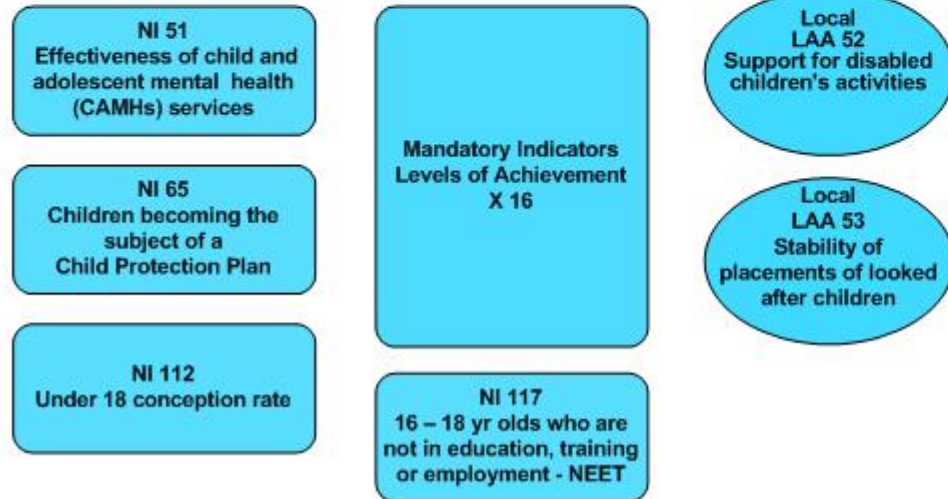 NI 51
Effectiveness of child and
adolescent mental health
(CAMHs) services
NI 65
Children becoming the
subject of a
Child Protection Plan
NI 112
Under 18 conception rate
Mandatory Indicators
Levels of Achievement
X 16
NI 117
16 – 18 yr olds who are
not in education, training
or employment - NEET
Local
LAA 52
Support for disabled
children's activities
Local
LAA 53
Stability of
placements of looked
after children